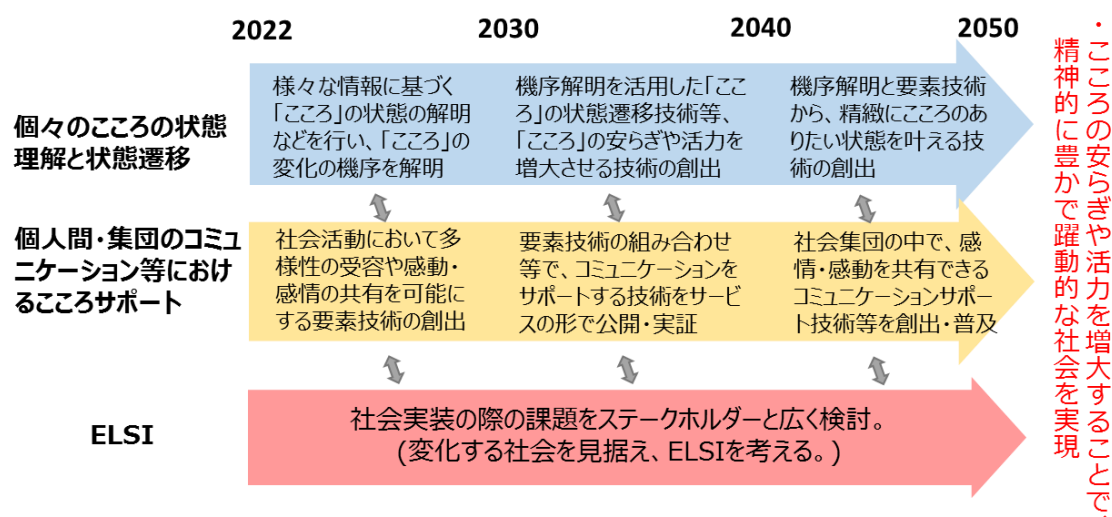 2022 2030 2040 2050
個々のこころの状態
理解と状態遷移
様々な情報に基づく
「こころ」の状態の解明
などを行い、「こころ」の
変化の機序を解明
機序解明を活用した「ここ
ろ」の状態遷移技術等、
「こころ」の安らぎや活力を
増大させる技術の創出
機序解明と要素技術
から、精緻にこころのあ
りたい状態を叶える技
術の創出
個人間・集団のコミュ
ニケーション等におけ
るこころサポート
社会活動において多
様性の受容や感動・
感情の共有を可能に
する要素技術の創出
要素技術の組み合わせ
等で、コミュニケーションを
サポートする技術をサービ
スの形で公開・実証
社会集団の中で、感
情・感動を共有できる
コミュニケーションサポー
ト技術等を創出・普及
ELSI
社会実装の際の課題をステークホルダーと広く検討。
(変化する社会を見据え、ELSIを考える。)
・こころの安らぎや活力を増大することで、
精神的に豊かで躍動的な社会を実現